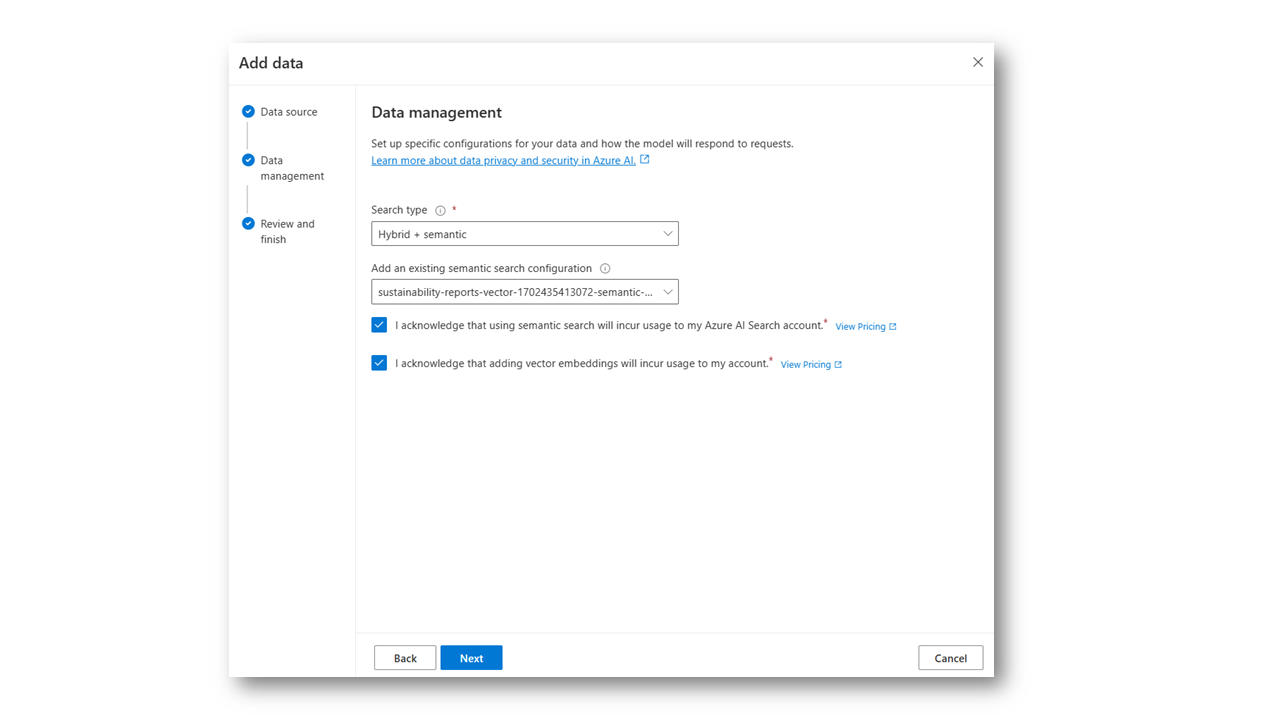 Add data
Data source
Data
management
Review and
finish
Data management
Set up specific configurations for your data and how the model will respond to requests.
Learn more about data privacy and security in Azure AI.
Search type *
Hybrid + semantic
Add an existing semantic search configuration
sustainability-reports-vector-1702435413072-semantic-...
I acknowledge that using semantic search will incur usage to my Azure AI Search account.* View Pricing
I acknowledge that adding vector embeddings will incur usage to my account.* View Pricing
Back Next Cancel